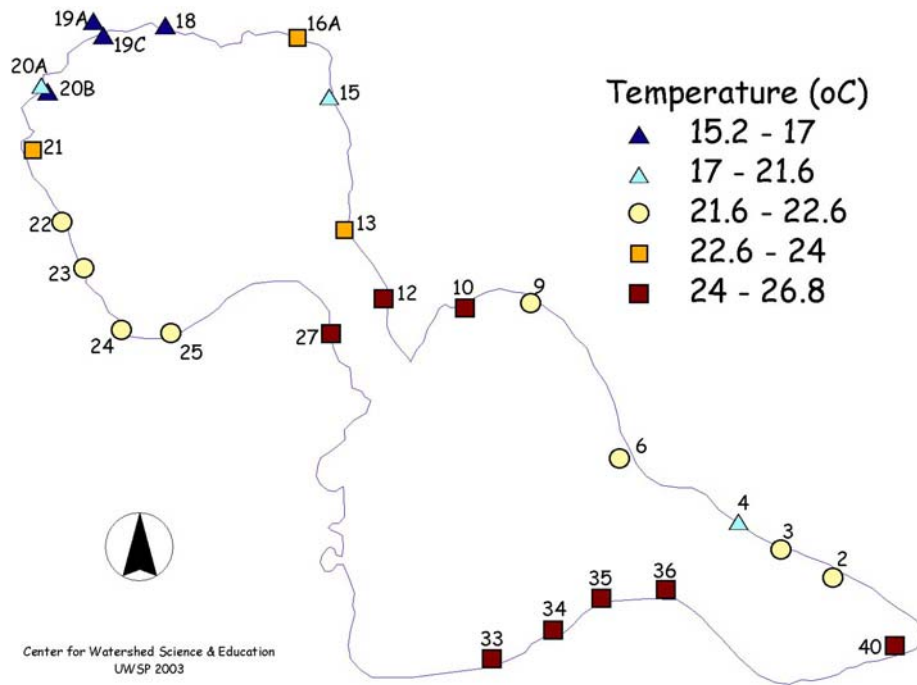 19A
18
16A
19C
20A
20B
15
21
22
13
23
12
10
9
24
25
27
6
4
3
2
36
35
34
33
40
Temperature (oC)
15.2 - 17
17 - 21.6
21.6 - 22.6
22.6 - 24
24 - 26.8
Center for Watershed Science & Education
UWSP 2003